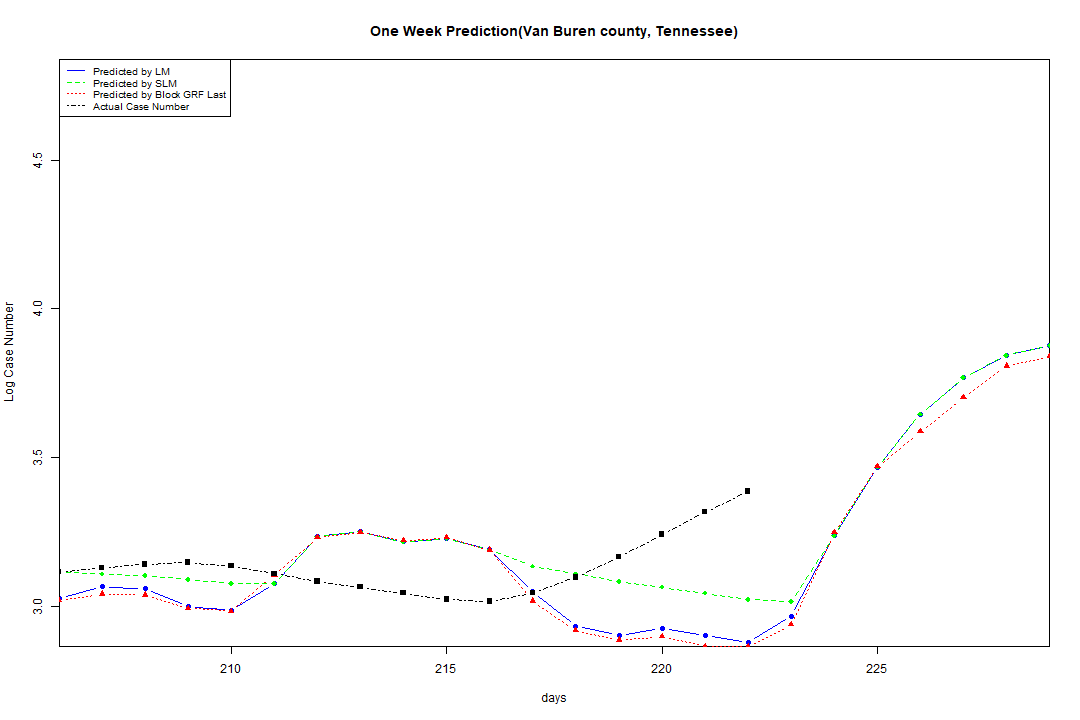 One Week Prediction(Van Buren county, Tennessee)
Predicted by LM
Predicted by SLM
Predicted by Block GRF Last
Actual Case Number
4.5
4.0
3.5
3.0
Log Case Number
210 215 220 225
days